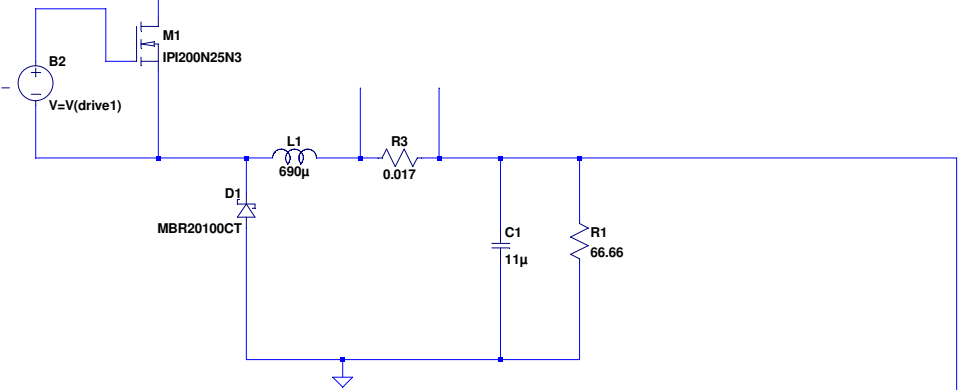 M1
IPI200N25N3
B2
V=V(drive1)
L1
690µ
R3
0.017
D1
MBR20100CT
C1
11µ
R1
66.66